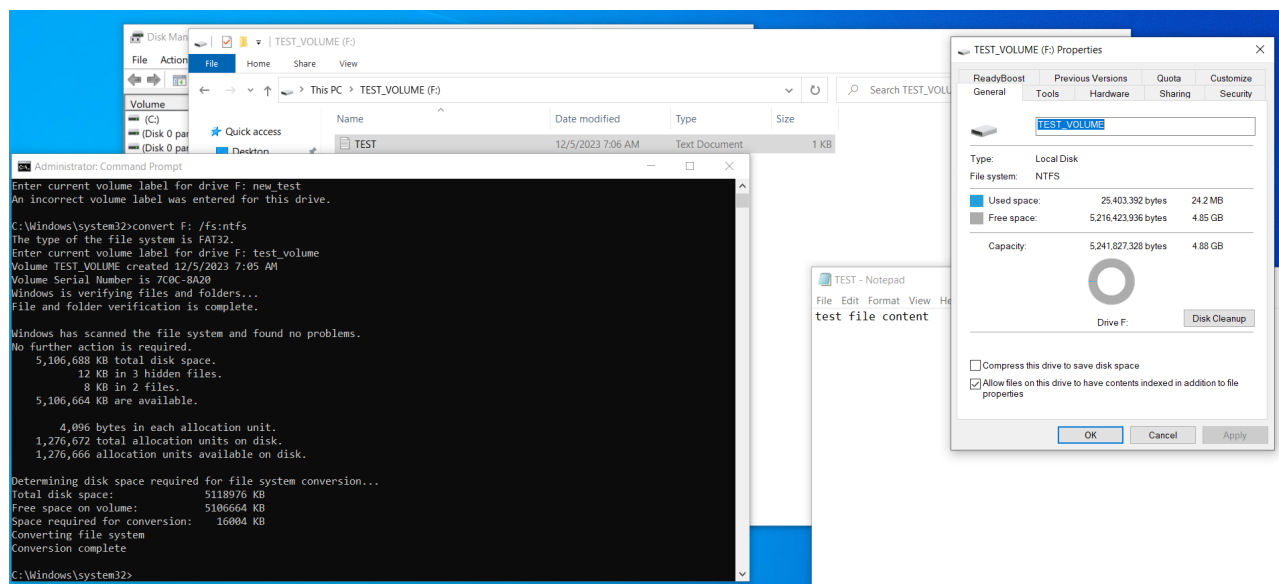 Disk Man
File Action
Volume
(C:)
(Disk 0 par
(Disk 0 par
TEST_VOLUME (F:)
File Home Share View
This PC > TEST_VOLUME (F:)
Search TEST_VOLU
Quick access
Desktop
Name Date modified Type Size
TEST 12/5/2023 7:06 AM Text Document 1 KB
Administrator: Command Prompt
Enter current volume label for drive F: new_test
An incorrect volume label was entered for this drive.
C:\Windows\system32>convert F: /fs:ntfs
The type of the file system is FAT32.
Enter current volume label for drive F: test_volume
Volume TEST_VOLUME created 12/5/2023 7:05 AM
Volume Serial Number is 7C0C-8A20
Windows is verifying files and folders...
File and folder verification is complete.
Windows has scanned the file system and found no problems.
No further action is required.
5,106,688 KB total disk space.
12 KB in 3 hidden files.
8 KB in 2 files.
5,106,664 KB are available.
4,096 bytes in each allocation unit.
1,276,672 total allocation units on disk.
1,276,666 allocation units available on disk.
Determining disk space required for file system conversion...
Total disk space: 5118976 KB
Free space on volume: 5106664 KB
Space required for conversion: 16004 KB
Converting file system
Conversion complete
C:\Windows\system32>
TEST - Notepad
File Edit Format View He
test file content
TEST_VOLUME (F:) Properties
ReadyBoost Previous Versions Quota Customize
General Tools Hardware Sharing Security
TEST_VOLUME
Type: Local Disk
File system: NTFS
Used space: 25,403,392 bytes 24.2 MB
Free space: 5,216,423,936 bytes 4.85 GB
Capacity: 5,241,827,328 bytes 4.88 GB
Drive F:
Disk Cleanup
Compress this drive to save disk space
Allow files on this drive to have contents indexed in addition to file
properties
OK Cancel Apply